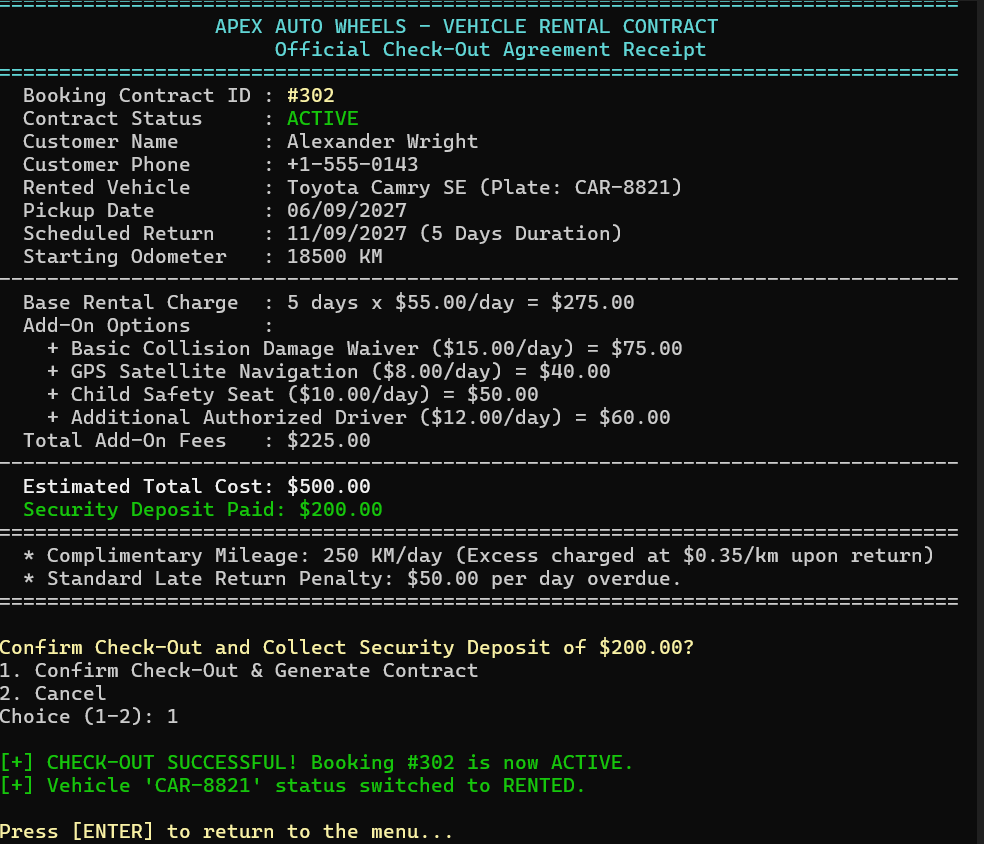 ================================================================================
APEX AUTO WHEELS - VEHICLE RENTAL CONTRACT
Official Check-Out Agreement Receipt
================================================================================
Booking Contract ID : #302
Contract Status : ACTIVE
Customer Name : Alexander Wright
Customer Phone : +1-555-0143
Rented Vehicle : Toyota Camry SE (Plate: CAR-8821)
Pickup Date : 06/09/2027
Scheduled Return : 11/09/2027 (5 Days Duration)
Starting Odometer : 18500 KM
--------------------------------------------------------------------------------
Base Rental Charge : 5 days x $55.00/day = $275.00
Add-On Options :
+ Basic Collision Damage Waiver ($15.00/day) = $75.00
+ GPS Satellite Navigation ($8.00/day) = $40.00
+ Child Safety Seat ($10.00/day) = $50.00
+ Additional Authorized Driver ($12.00/day) = $60.00
Total Add-On Fees : $225.00
--------------------------------------------------------------------------------
Estimated Total Cost: $500.00
Security Deposit Paid: $200.00
================================================================================
* Complimentary Mileage: 250 KM/day (Excess charged at $0.35/km upon return)
* Standard Late Return Penalty: $50.00 per day overdue.
================================================================================
Confirm Check-Out and Collect Security Deposit of $200.00?
1. Confirm Check-Out & Generate Contract
2. Cancel
Choice (1-2): 1
[+] CHECK-OUT SUCCESSFUL! Booking #302 is now ACTIVE.
[+] Vehicle 'CAR-8821' status switched to RENTED.
Press [ENTER] to return to the menu...